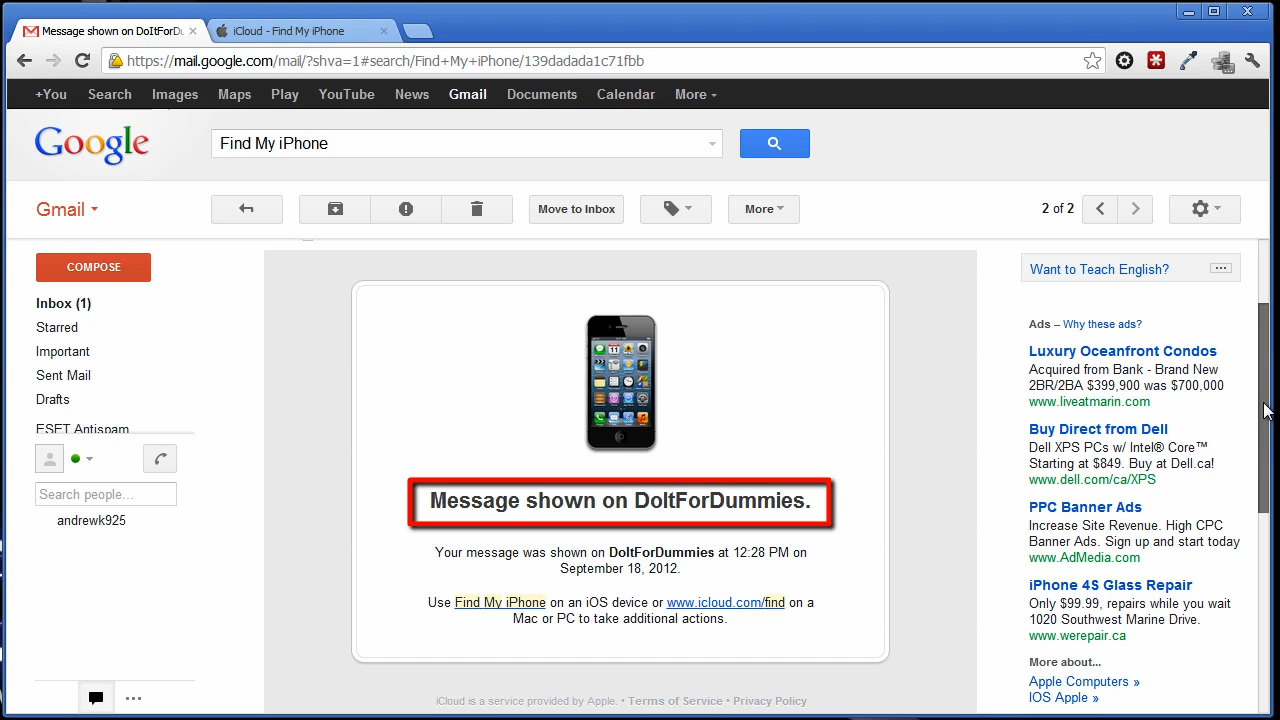 Message shown on DoItForDu
iCloud - Find My iPhone
https://mail.google.com/mail/?shva=1#search/Find+My+iPhone/139dadada1c71fbb
+You Search Images Maps Play YouTube News Gmail Documents Calendar More
Google
Find My iPhone
Gmail
Move to Inbox
More
2 of 2
COMPOSE
Inbox (1)
Starred
Important
Sent Mail
Drafts
ESET Antispam
Search people...
andrewk925
Message shown on DoItForDummies.
Your message was shown on DoItForDummies at 12:28 PM on
September 18, 2012.
Use Find My iPhone on an iOS device or www.icloud.com/find on a
Mac or PC to take additional actions.
iCloud is a service provided by Apple. • Terms of Service • Privacy Policy
Want to Teach English?
Ads – Why these ads?
Luxury Oceanfront Condos
Acquired from Bank - Brand New
2BR/2BA $399,900 was $700,000
www.liveatmarin.com
Buy Direct from Dell
Dell XPS PCs w/ Intel® Core™
Starting at $849. Buy at Dell.ca!
www.dell.com/ca/XPS
PPC Banner Ads
Increase Site Revenue. High CPC
Banner Ads. Sign up and start today
www.AdMedia.com
iPhone 4S Glass Repair
Only $99.99, repairs while you wait
1020 Southwest Marine Drive.
www.werepair.ca
More about...
Apple Computers »
IOS Apple »